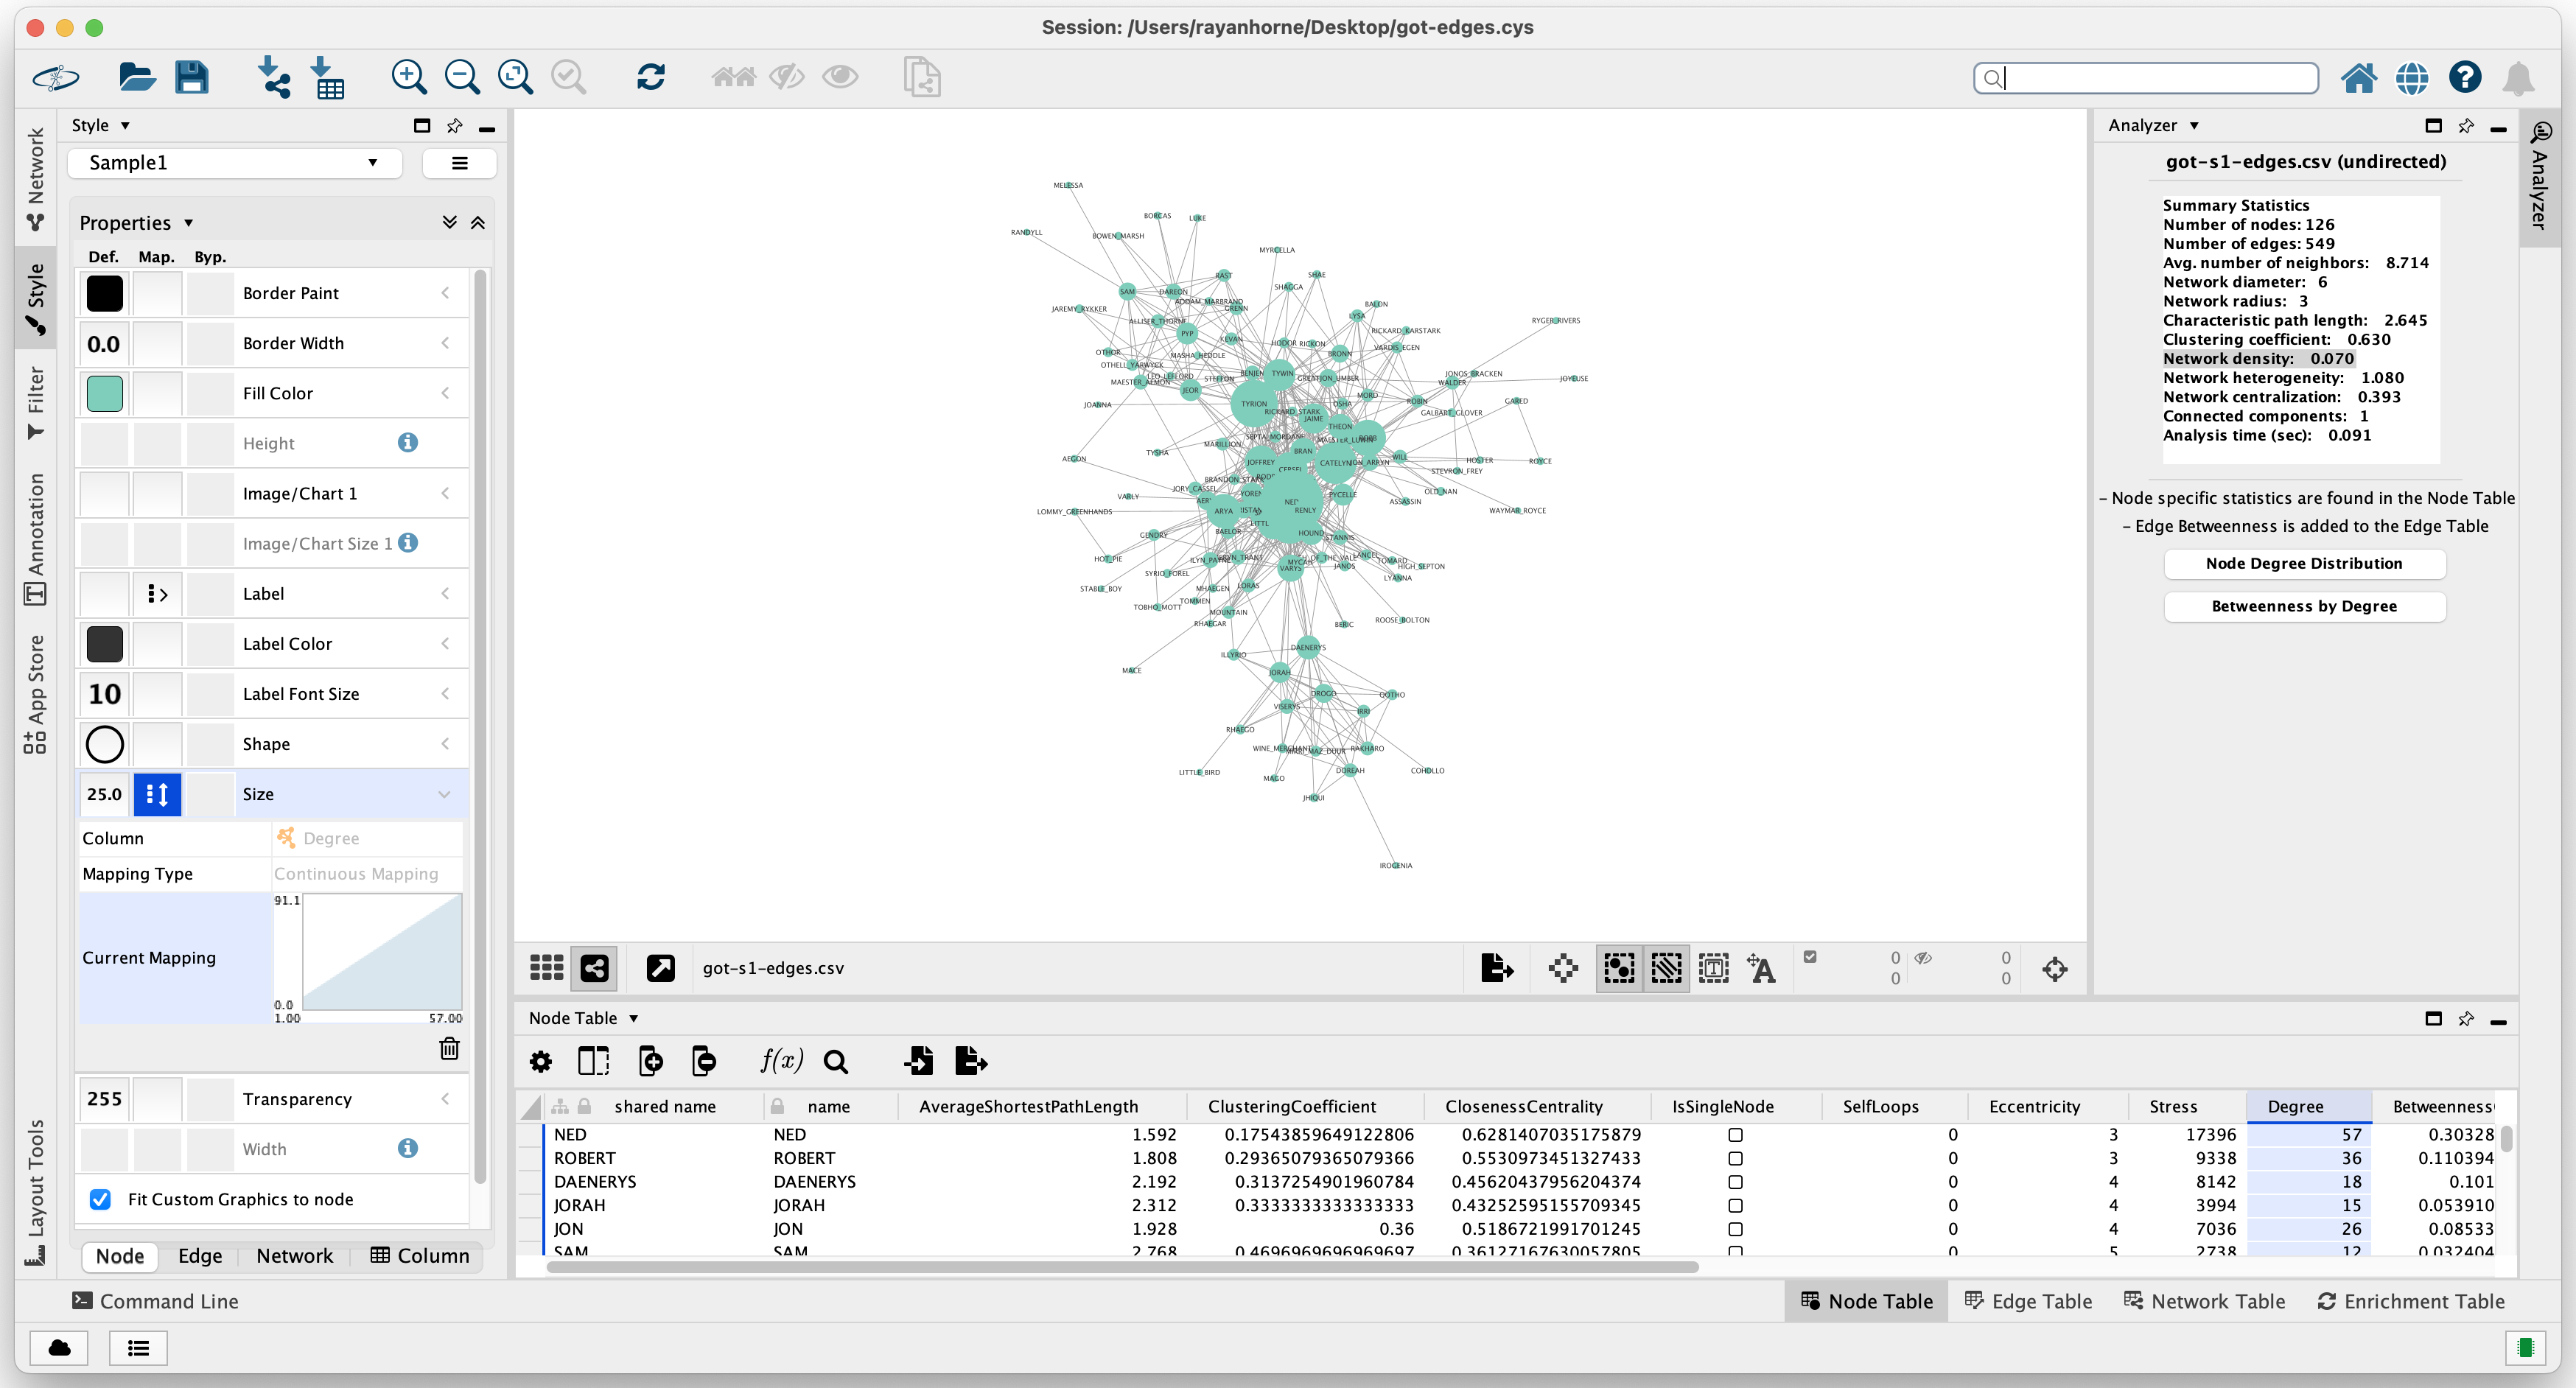 Session: /Users/rayanhorne/Desktop/got-edges.cys
Network
Style
Filter
Annotation
App Store
Layout Tools
Style
Sample1
Properties
Def. Map. Byp.
Border Paint
0.0 Border Width
Fill Color
Height
Image/Chart 1
Image/Chart Size 1
Label
Label Color
10 Label Font Size
Shape
25.0 Size
Column Degree
Mapping Type Continuous Mapping
Current Mapping
91.1
0.0
1.00 57.00
255 Transparency
Width
Fit Custom Graphics to node
Node Edge Network Column
MELESSA
BORCAS LUKE
RANDYLL BOWEN_MARSH
MYRCELLA
RAST SHAE
SAM DAREON SHAGGA
ADDAM_MARBRAND
JAREMY_RYKKER GRENN BALON
ALLISER_THORNE LYSA RYGER_RIVERS
PYP RICKARD_KARSTARK
KEVAN HODOR RICKON VARDIS_EGEN
OTHOR MASHA_HEDDLE BRONN
OTHELL_YARWYCK BENJEN TYWIN JONOS_BRACKEN
MAESTER_AEMON LEO_LEFFORD STEFFON GREATJON_UMBER WALDER JOYEUSE
JEOR MORD
JOANNA TYRION OSHA ROBIN GARED
RICKARD_STARK GALBART_GLOVER
JAIME
THEON
MARILLION SEPTA_MORDANE
TYSHA BRAN
AEGON JOFFREY CATELYN JON_ARRYN WILL HOSTER ROYCE
CERSEI STEVRON_FREY
BRANDON_STARK
VARLY JORY_CASSEL PYCELLE OLD_NAN
ASSASSIN
LOMMY_GREENHANDS ARYA NED RENLY WAYMAR_ROYCE
GENDRY BAELOR HOUND STANNIS
HOT_PIE LANCEL TOMARD
SYRIO_FOREL VARYS MYCAH JANOS HIGH_SEPTON
STABLE_BOY MHAEGEN LORAS LYANNA
TOBHO_MOTT TOMMEN MOUNTAIN
RHAEGAR BERIC ROOSE_BOLTON
ILLYRIO DAENERYS
MACE JORAH
DROGO QOTHO
VISERYS IRRI
RHAEGO
RAKHARO
LITTLE_BIRD MAGO DOREAH COHOLLO
JHIQUI
IROGENIA
got-s1-edges.csv
0 0
0 0
Analyzer
Analyzer
got-s1-edges.csv (undirected)
Summary Statistics
Number of nodes: 126
Number of edges: 549
Avg. number of neighbors: 8.714
Network diameter: 6
Network radius: 3
Characteristic path length: 2.645
Clustering coefficient: 0.630
Network density: 0.070
Network heterogeneity: 1.080
Network centralization: 0.393
Connected components: 1
Analysis time (sec): 0.091
- Node specific statistics are found in the Node Table
- Edge Betweenness is added to the Edge Table
Node Degree Distribution
Betweenness by Degree
Node Table
f(x)
shared name name AverageShortestPathLength ClusteringCoefficient ClosenessCentrality IsSingleNode SelfLoops Eccentricity Stress Degree Betweenness
NED NED 1.592 0.17543859649122806 0.6281407035175879 0 3 17396 57 0.30328
ROBERT ROBERT 1.808 0.29365079365079366 0.5530973451327433 0 3 9338 36 0.110394
DAENERYS DAENERYS 2.192 0.3137254901960784 0.45620437956204374 0 4 8142 18 0.101
JORAH JORAH 2.312 0.3333333333333333 0.43252595155709345 0 4 3994 15 0.053910
JON JON 1.928 0.36 0.5186721991701245 0 4 7036 26 0.08533
SAM SAM 2.768 0.4696969696969697 0.36127167630057805 0 5 2738 12 0.032404
Command Line
Node Table Edge Table Network Table Enrichment Table